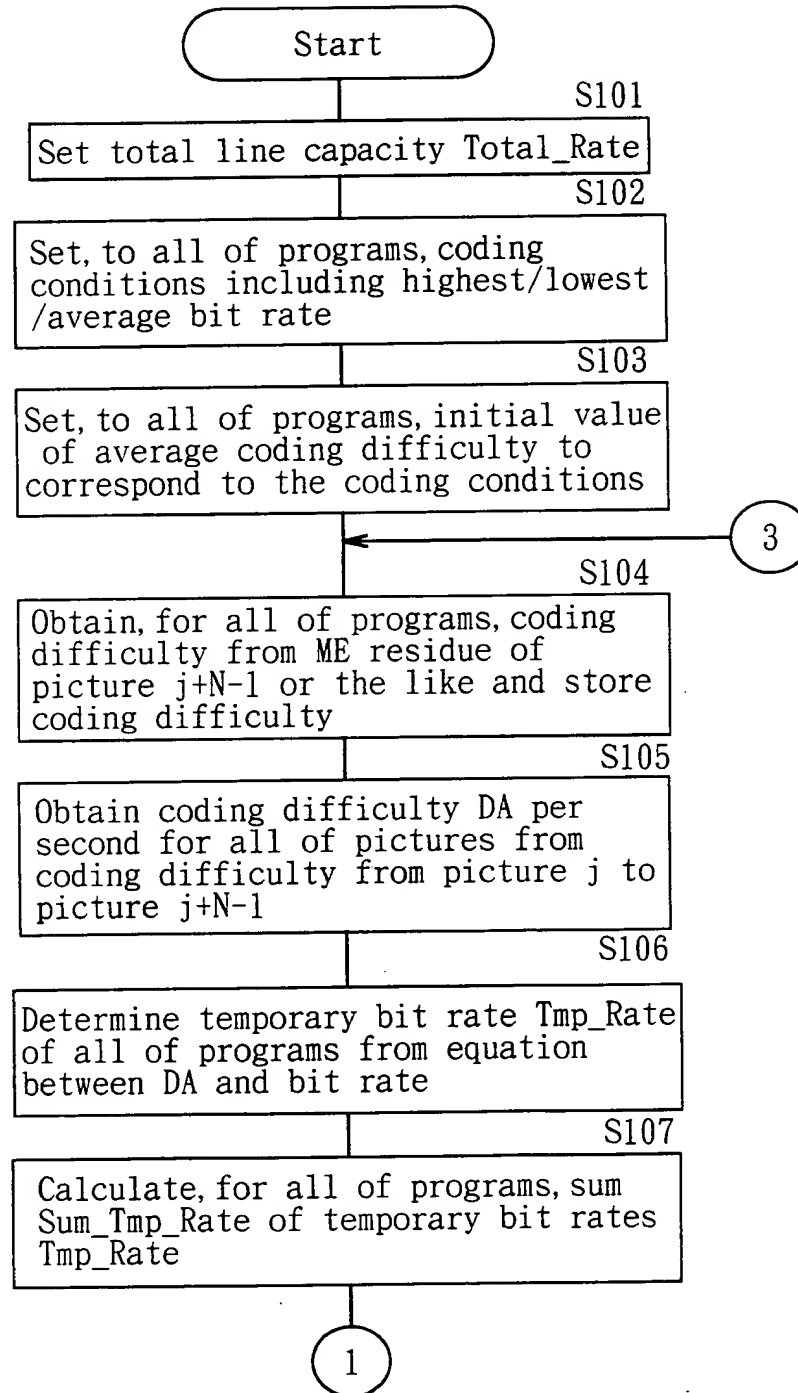 Start
S101
Set total line capacity Total_Rate
S102
Set, to all of programs, coding
conditions including highest/lowest
/average bit rate
S103
Set, to all of programs, initial value
of average coding difficulty to
correspond to the coding conditions
3
S104
Obtain, for all of programs, coding
difficulty from ME residue of
picture j+N-1 or the like and store
coding difficulty
S105
Obtain coding difficulty DA per
second for all of pictures from
coding difficulty from picture j to
picture j+N-1
S106
Determine temporary bit rate Tmp_Rate
of all of programs from equation
between DA and bit rate
S107
Calculate, for all of programs, sum
Sum_Tmp_Rate of temporary bit rates
Tmp_Rate
1